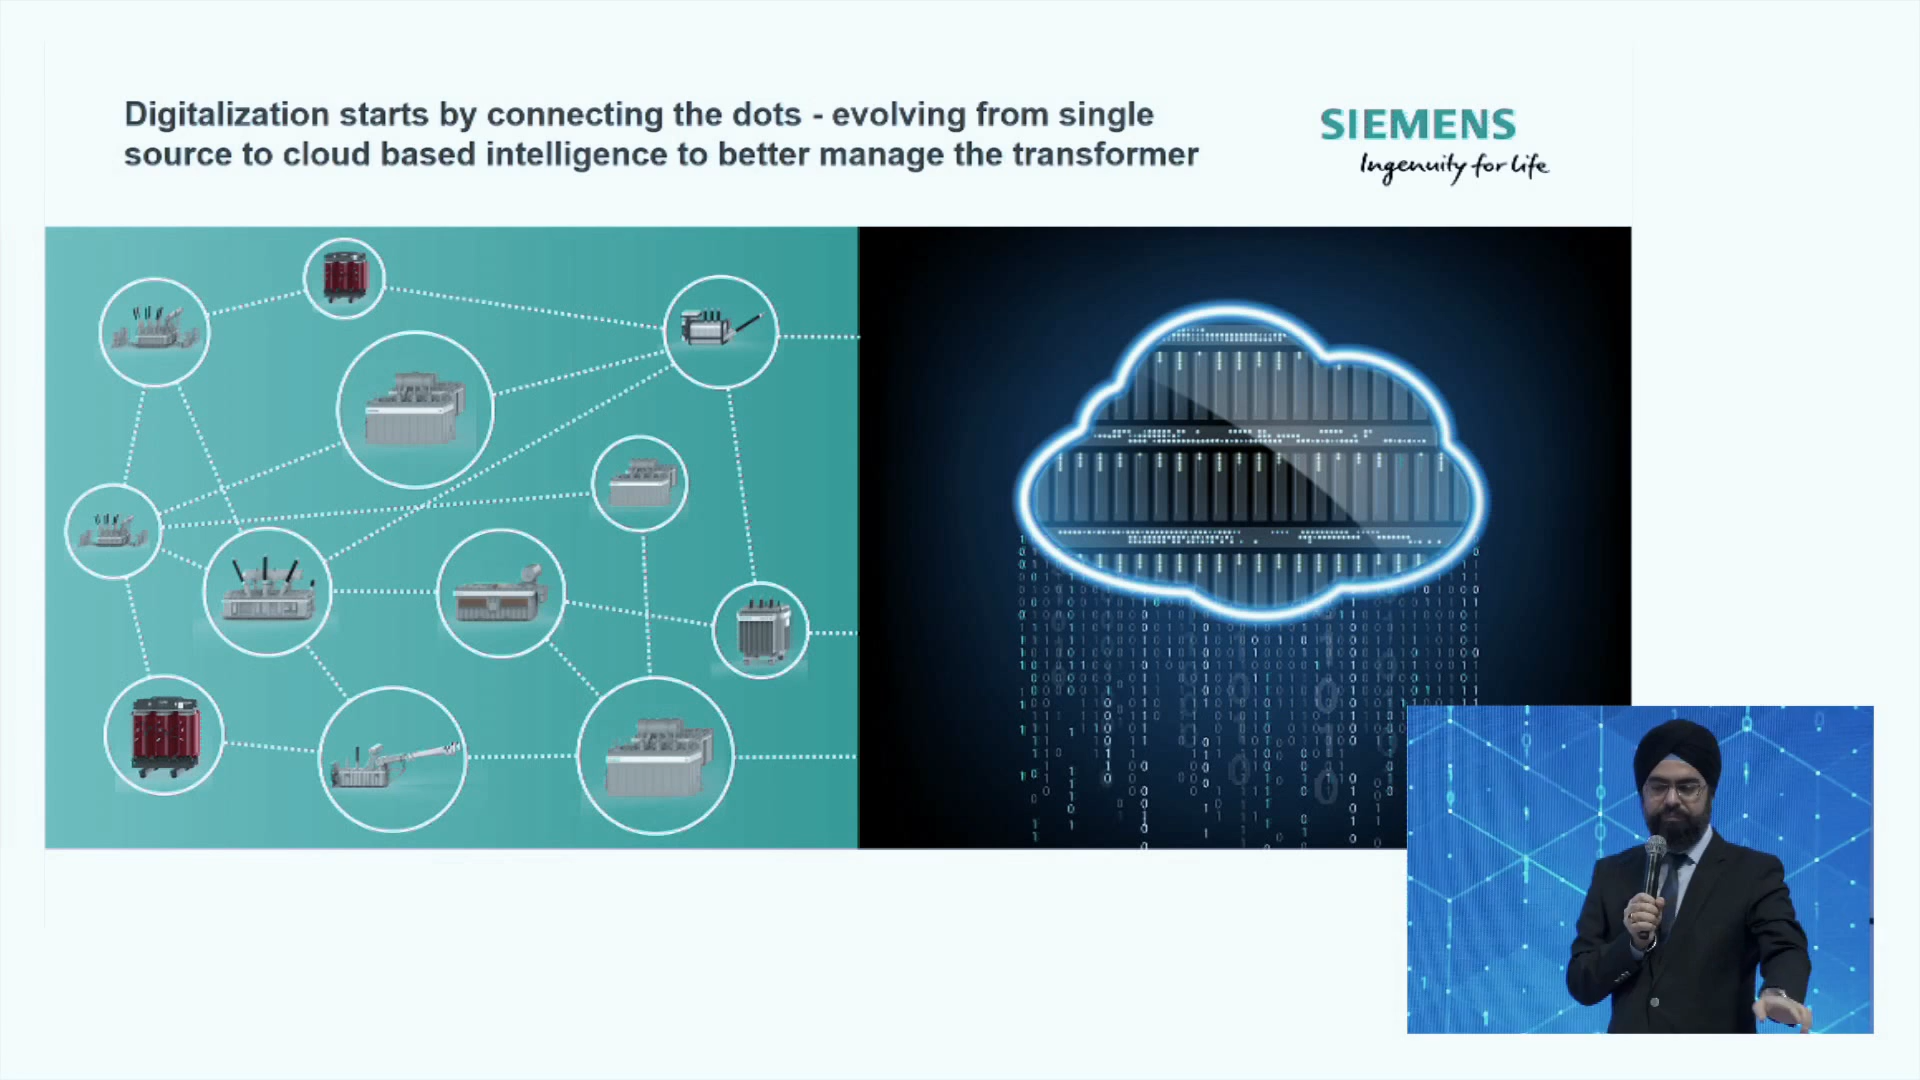 Digitalization starts by connecting the dots - evolving from single
source to cloud based intelligence to better manage the transformer
SIEMENS
Ingenuity for life